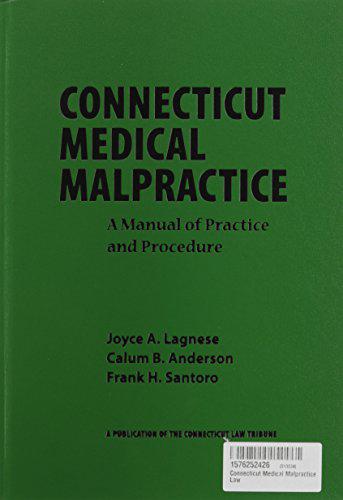 CONNECTICUT
MEDICAL
MALPRACTICE
A Manual of Practice
and Procedure
Joyce A. Lagnese
Calum B. Anderson
Frank H. Santoro
A PUBLICATION OF THE CONNECTICUT LAW TRIBUNE
1576252426
Connecticut Medical Malpractice
Law